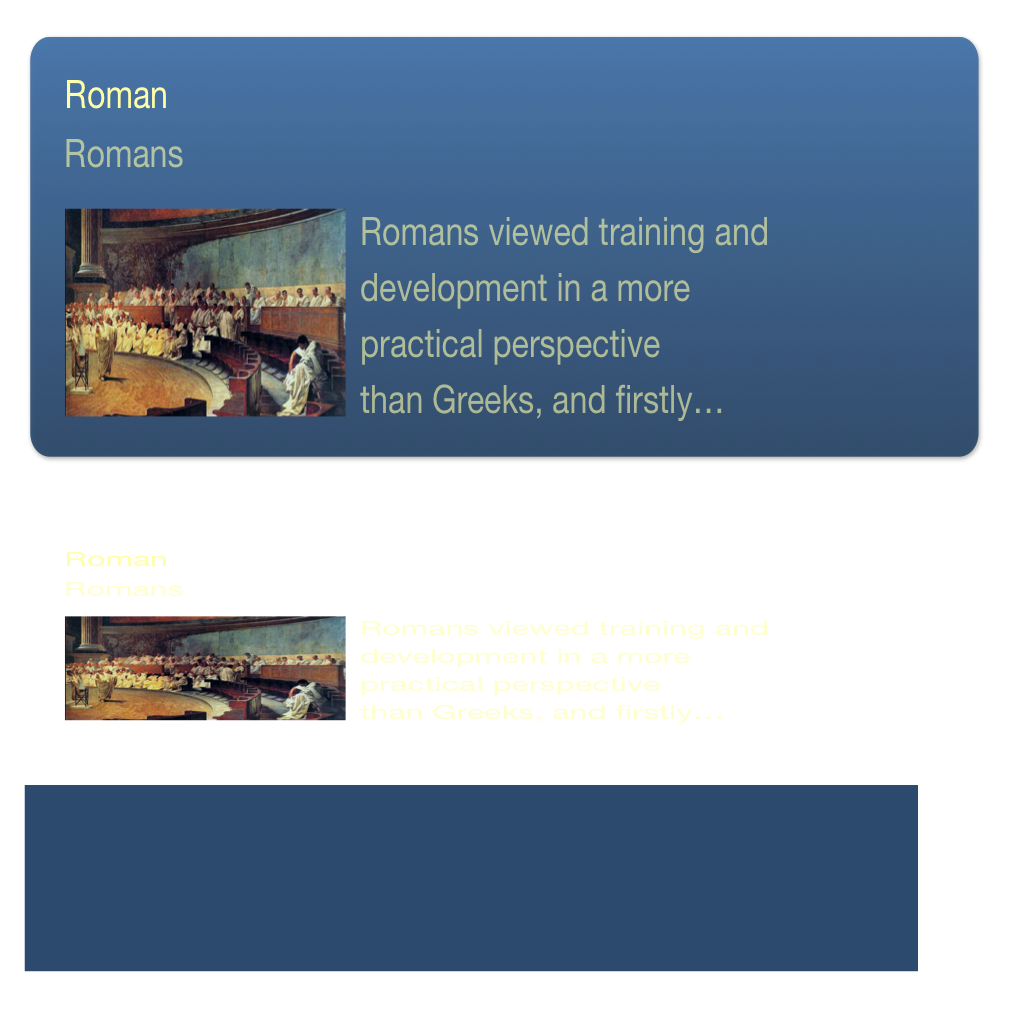 Roman
Romans
Romans viewed training and
development in a more
practical perspective
than Greeks, and firstly…
Roman
Romans
Romans viewed training and
development in a more
practical perspective
than Greeks, and firstly…